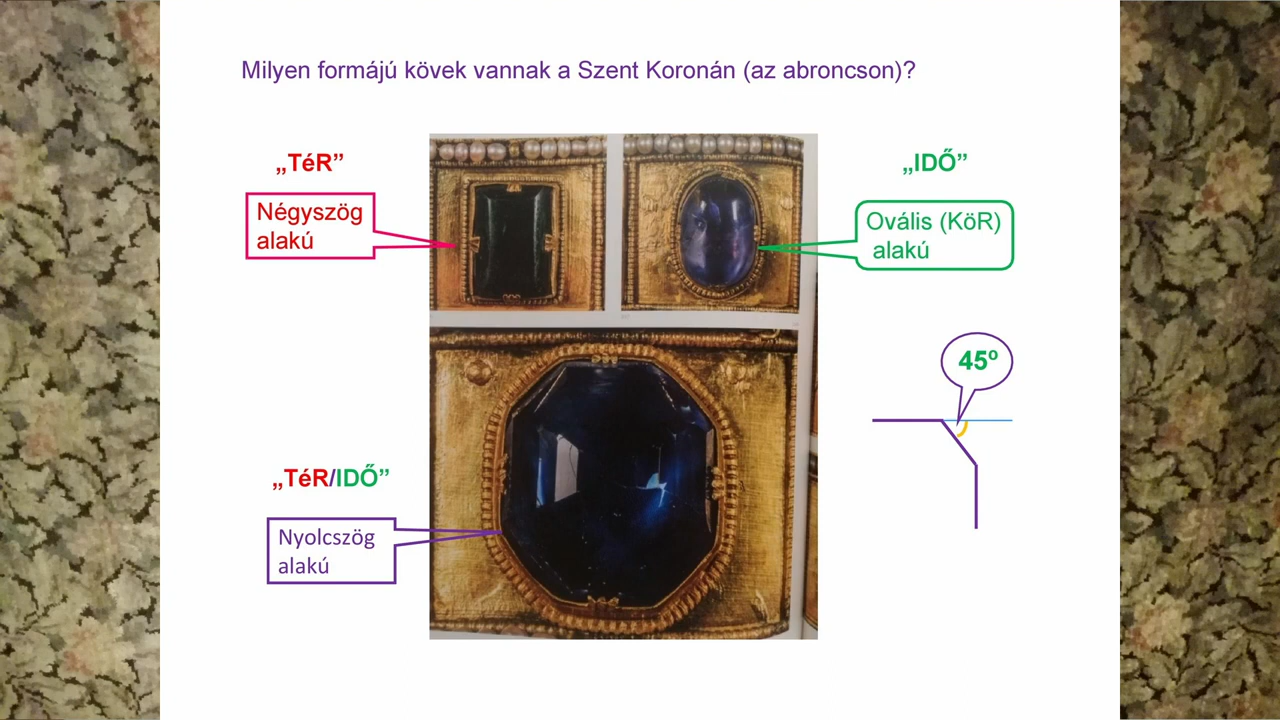 Milyen formájú kövek vannak a Szent Koronán (az abroncson)?
„TéR”
„IDŐ”
Négyszög
alakú
Ovális (KöR)
alakú
45º
„TéR/IDŐ”
Nyolcszög
alakú